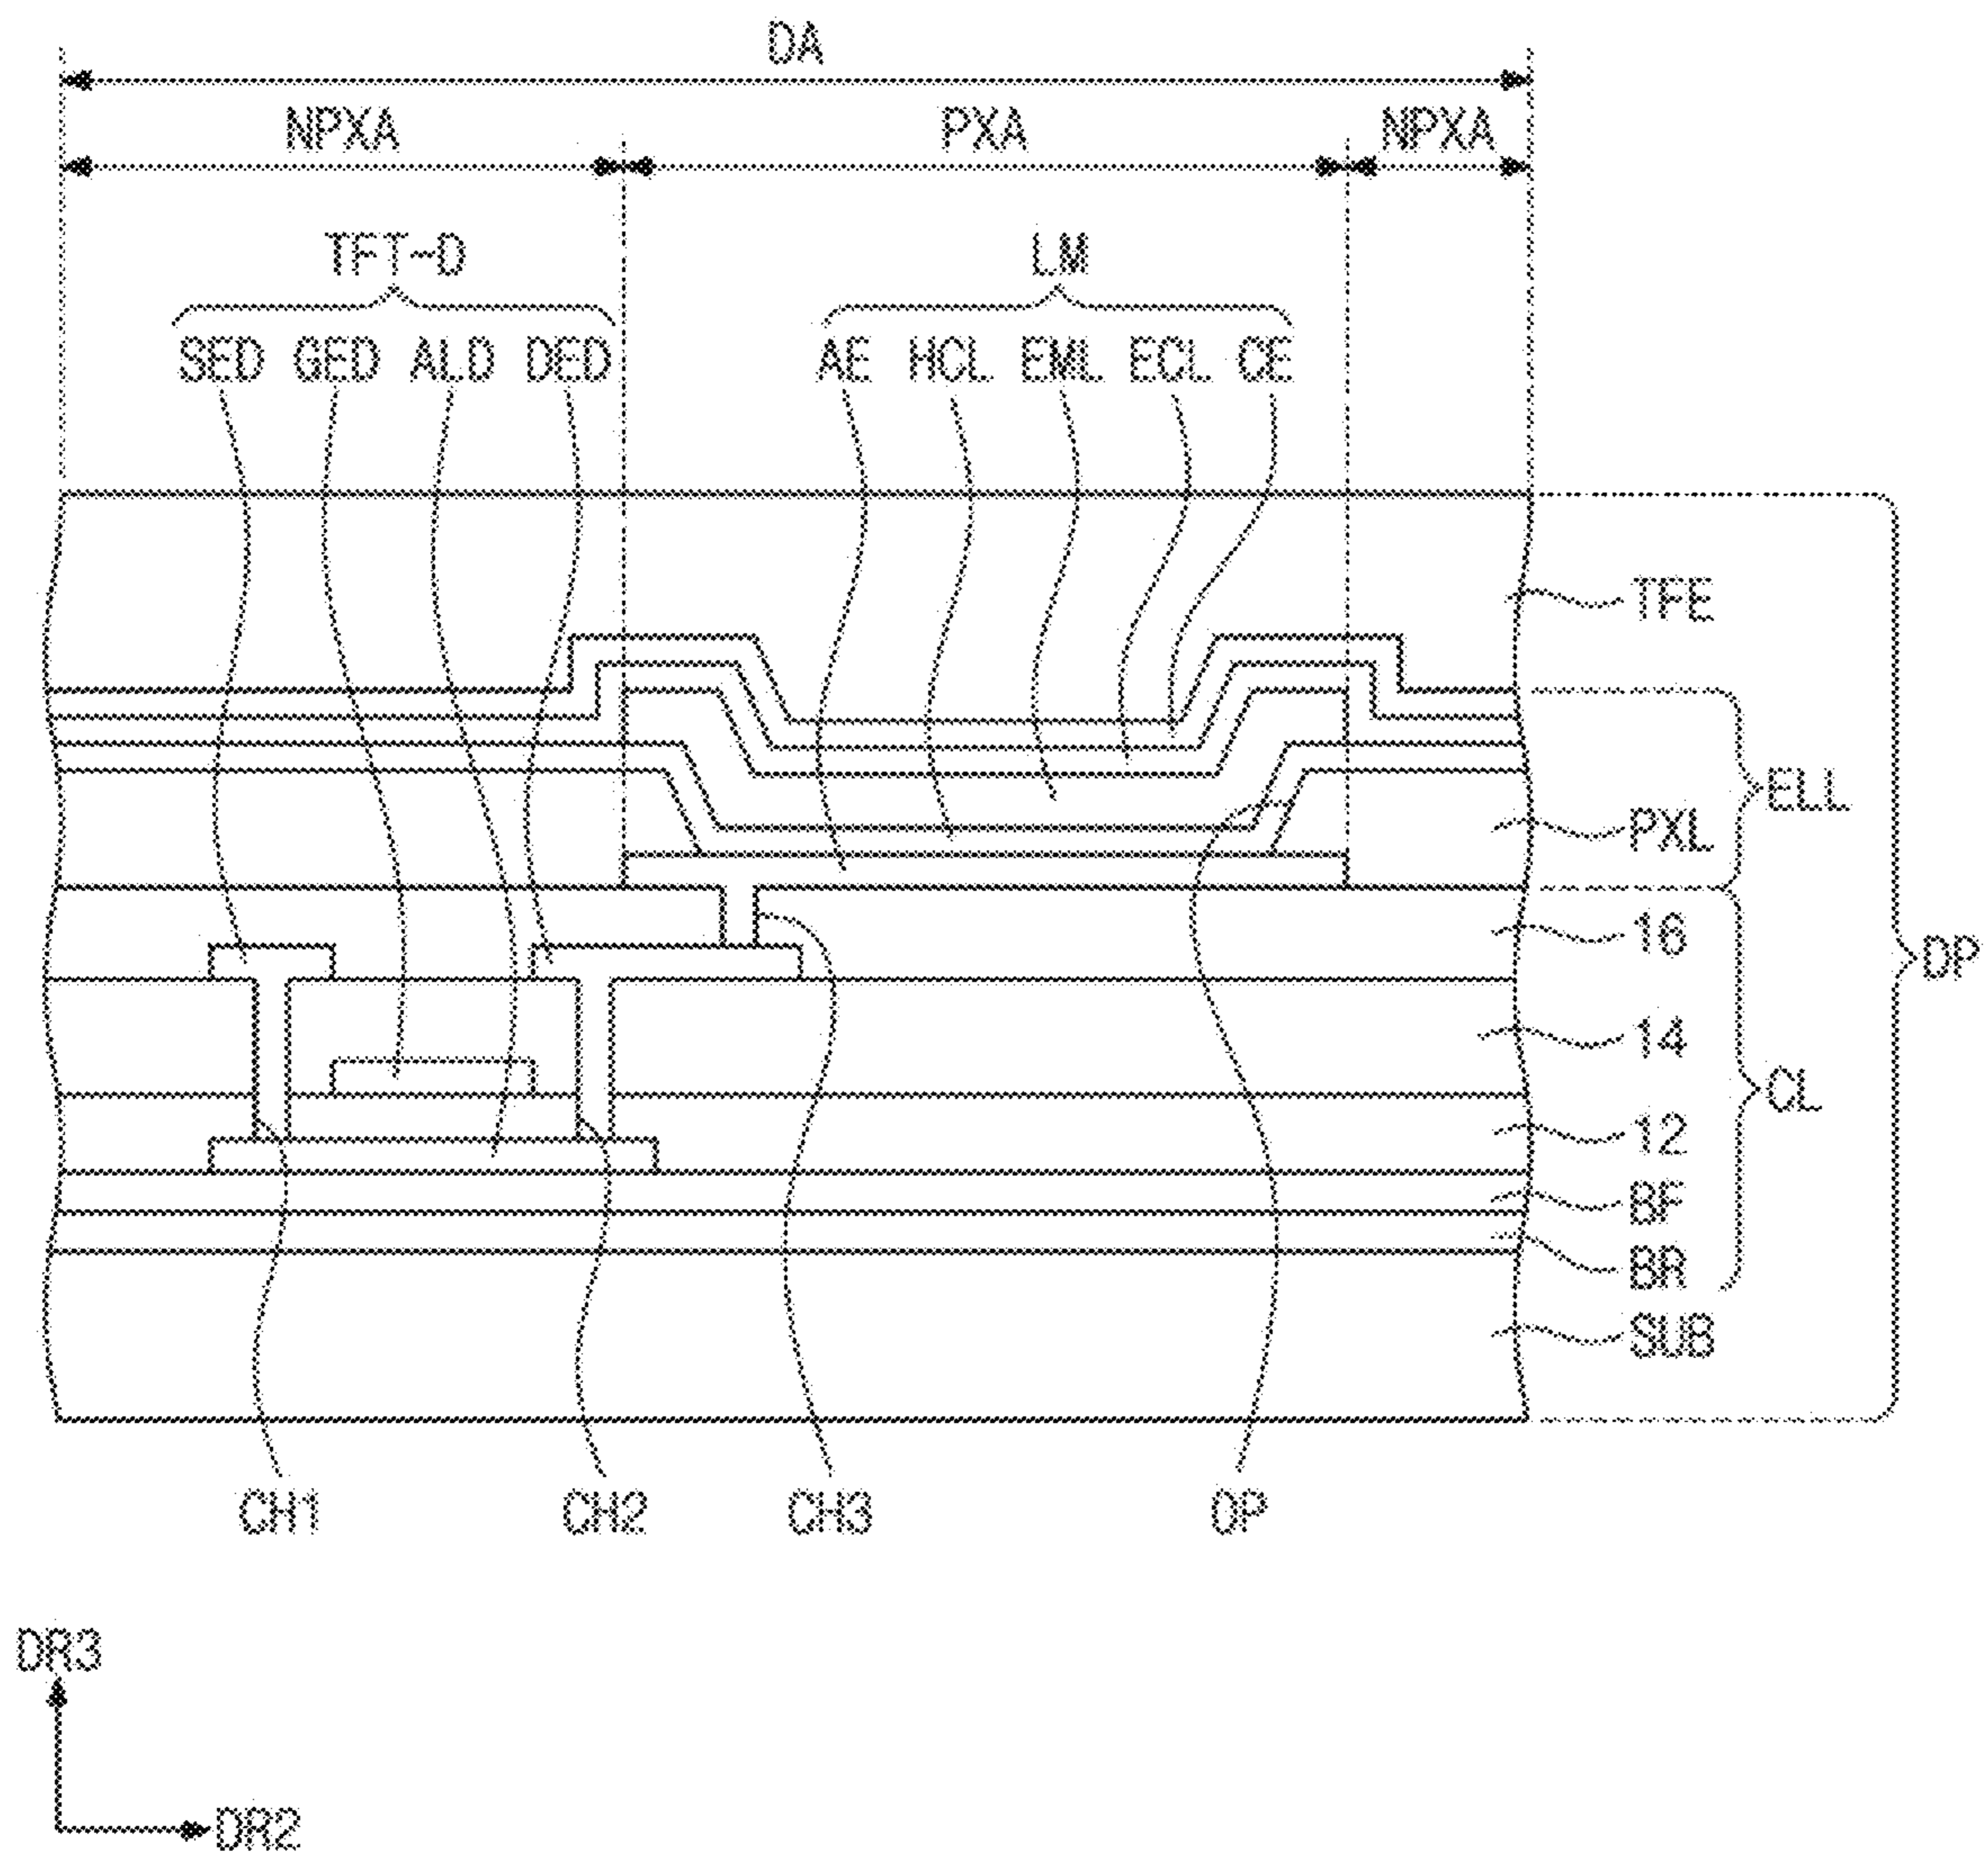 DA
NPXA PXA NPXA
TFT-D LM
SED GED ALD DED AE HCL EML ECL CE
TFE
ELL
PXL
16
DP
14
CL
12
BF
BR
SUB
CH1 CH2 CH3 OP
DR3
DR2